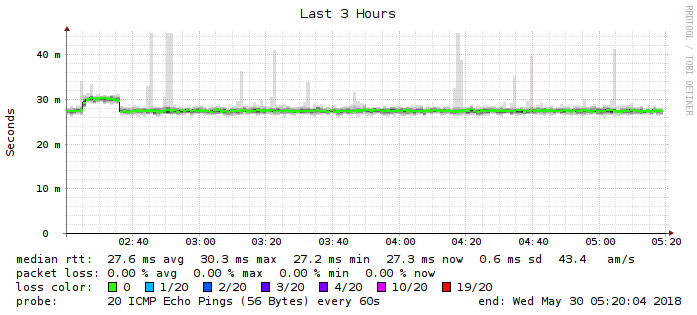 Last 3 Hours
RRDTOOL / TOBI OETIKER
Seconds
40 m
30 m
20 m
10 m
0
02:40 03:00 03:20 03:40 04:00 04:20 04:40 05:00 05:20
median rtt: 27.6 ms avg 30.3 ms max 27.2 ms min 27.3 ms now 0.6 ms sd 43.4 am/s
packet loss: 0.00 % avg 0.00 % max 0.00 % min 0.00 % now
loss color: 0 1/20 2/20 3/20 4/20 10/20 19/20
probe: 20 ICMP Echo Pings (56 Bytes) every 60s end: Wed May 30 05:20:04 2018